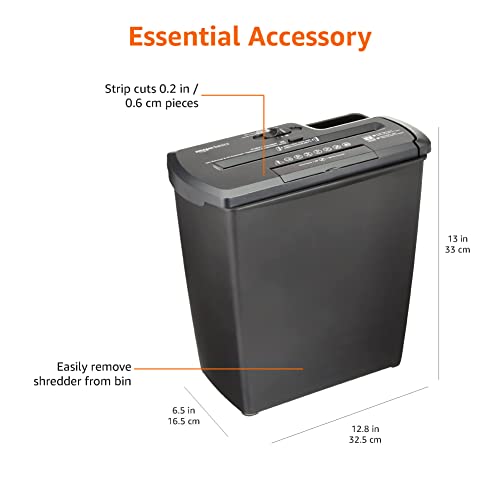 Essential Accessory
Strip cuts 0.2 in /
0.6 cm pieces
13 in
33 cm
Easily remove
shredder from bin
6.5 in
16.5 cm
12.8 in
32.5 cm